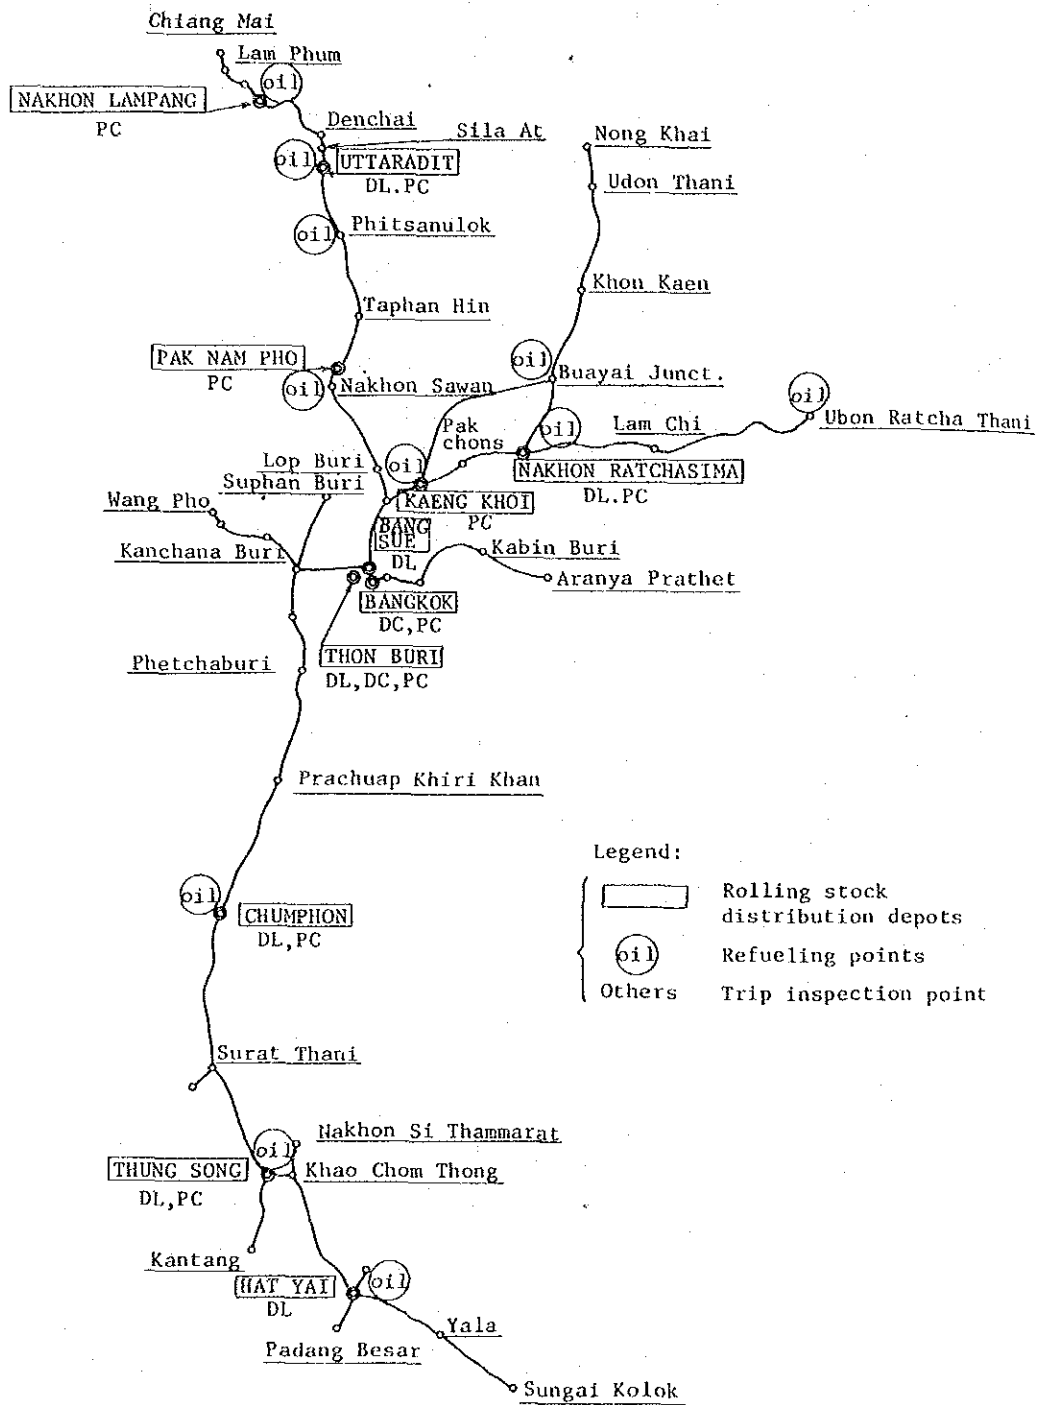 Chiang Mai
Lam Phum
oil
NAKHON LAMPANG
PC
Denchai
Sila At
Nong Khai
oil
UTTARADIT
DL.PC
Udon Thani
oil
Phitsanulok
Khon Kaen
Taphan Hin
PAK NAM PHO
PC
oil
Nakhon Sawan
oil
Buayai Junct.
oil
Ubon Ratcha Thani
Pak
chons
oil
Lam Chi
Lop Buri
oil
NAKHON RATCHASIMA
DL.PC
Suphan Buri
KAENG KHOI
PC
Wang Pho
BANG
SUE
DL
Kanchana Buri
Kabin Buri
Aranya Prathet
BANGKOK
DC,PC
Phetchaburi
THON BURI
DL,DC,PC
Prachuap Khiri Khan
Legend:
Rolling stock
distribution depots
oil
Refueling points
Others Trip inspection point
oil
CHUMPHON
DL,PC
Surat Thani
oil
Nakhon Si Thammarat
THUNG SONG
DL,PC
Khao Chom Thong
Kantang
HAT YAI
DL
oil
Padang Besar
Yala
Sungai Kolok